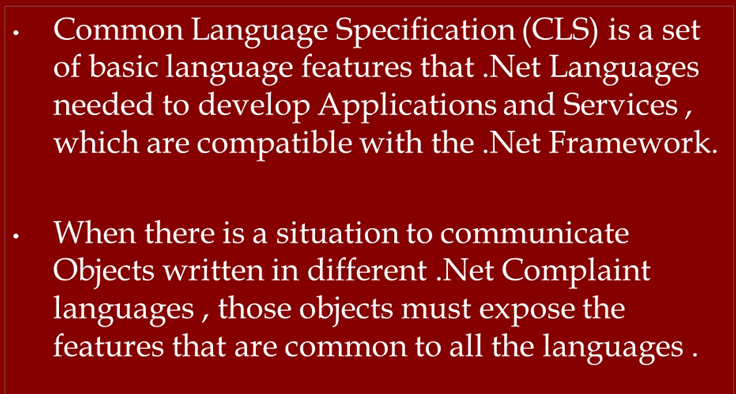 • Common Language Specification (CLS) is a set
of basic language features that .Net Languages
needed to develop Applications and Services ,
which are compatible with the .Net Framework.
• When there is a situation to communicate
Objects written in different .Net Complaint
languages , those objects must expose the
features that are common to all the languages .